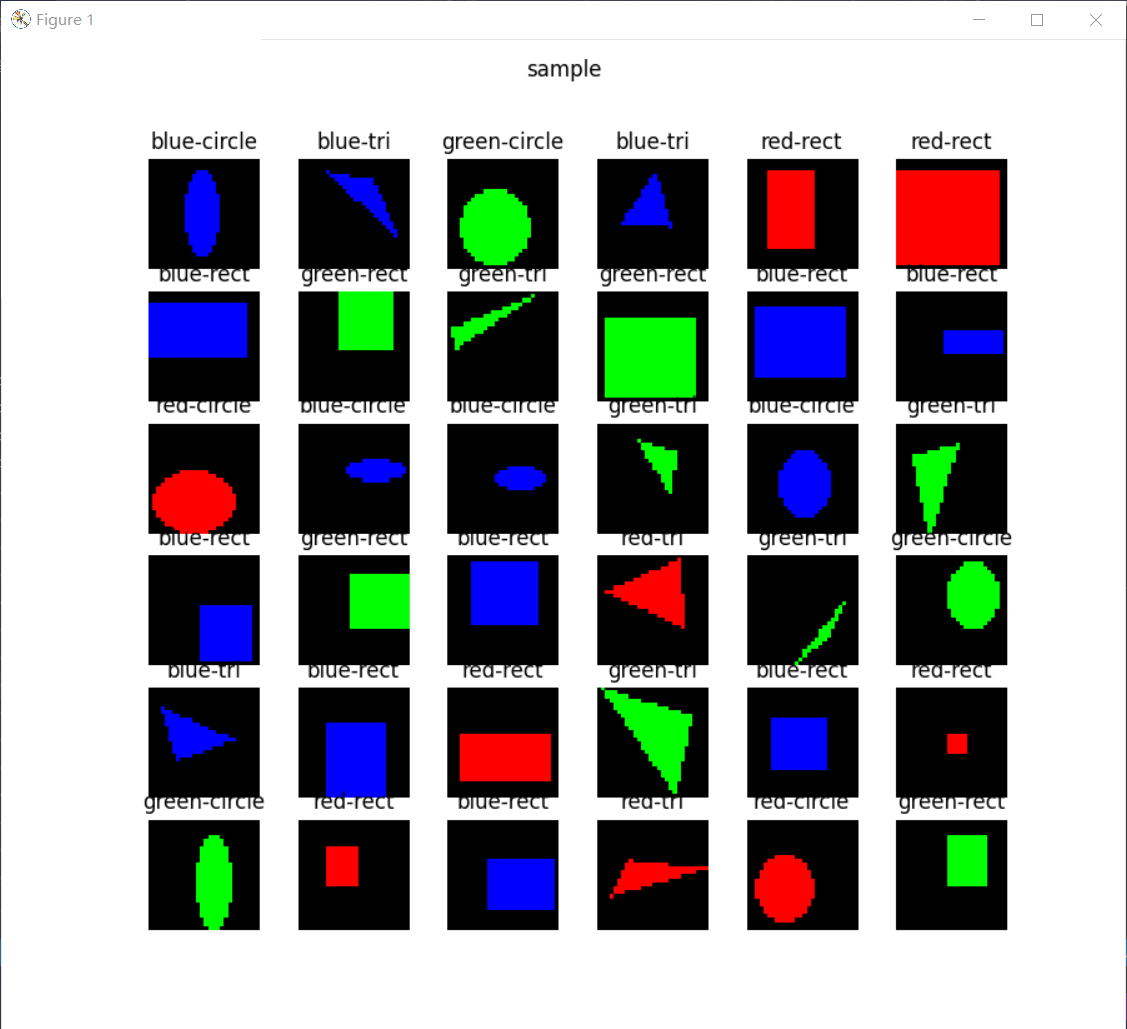 Figure 1
sample
blue-circle blue-tri green-circle blue-tri red-rect red-rect
blue-rect green-rect green-tri green-rect blue-rect blue-rect
red-circle blue-circle blue-circle green-tri blue-circle green-tri
blue-rect green-rect blue-rect red-tri green-tri green-circle
blue-tri blue-rect red-rect green-tri blue-rect red-rect
green-circle red-rect blue-rect red-tri red-circle green-rect